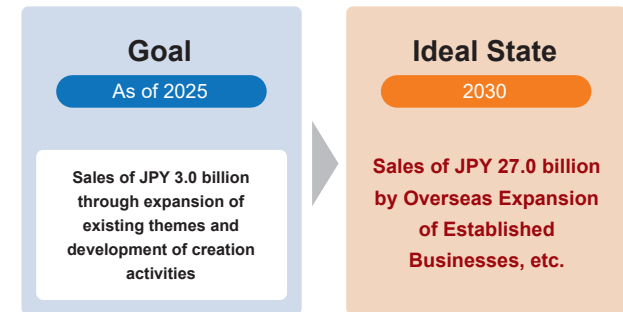 Goal
As of 2025
Sales of JPY 3.0 billion
through expansion of
existing themes and
development of creation
activities
Ideal State
2030
Sales of JPY 27.0 billion
by Overseas Expansion
of Established
Businesses, etc.